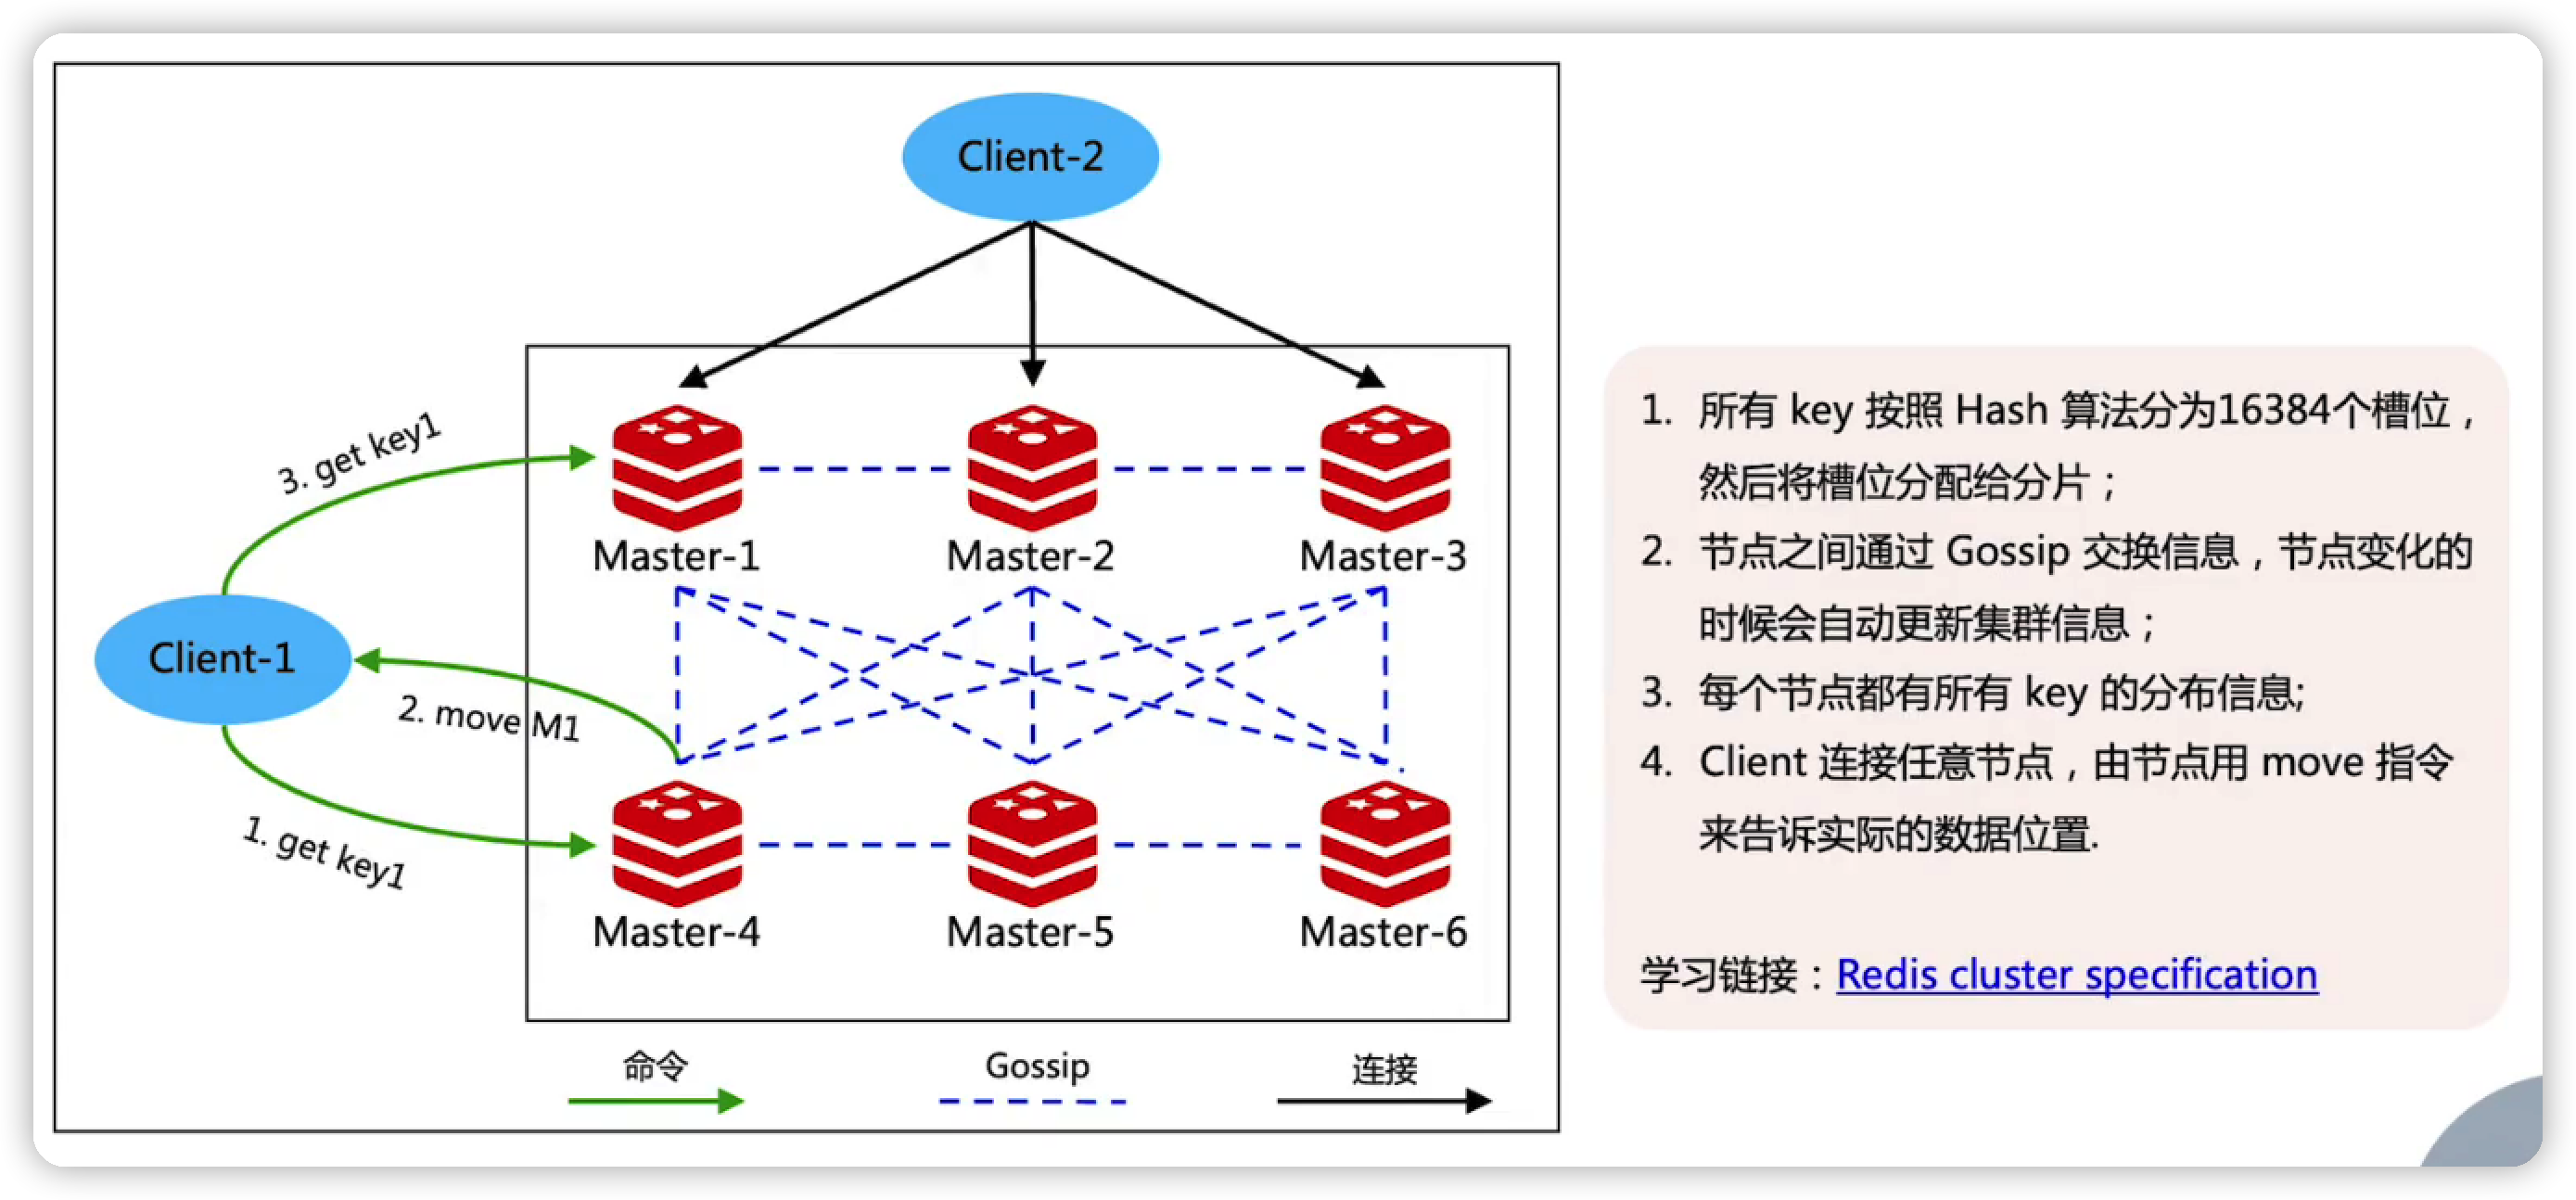 Client-2
3. get key1
Master-1
Master-2
Master-3
Client-1
2. move M1
1. get key1
Master-4
Master-5
Master-6
命令
Gossip
连接
1. 所有 key 按照 Hash 算法分为16384个槽位，
然后将槽位分配给分片；
2. 节点之间通过 Gossip 交换信息，节点变化的
时候会自动更新集群信息；
3. 每个节点都有所有 key 的分布信息;
4. Client 连接任意节点，由节点用 move 指令
来告诉实际的数据位置.
学习链接：Redis cluster specification